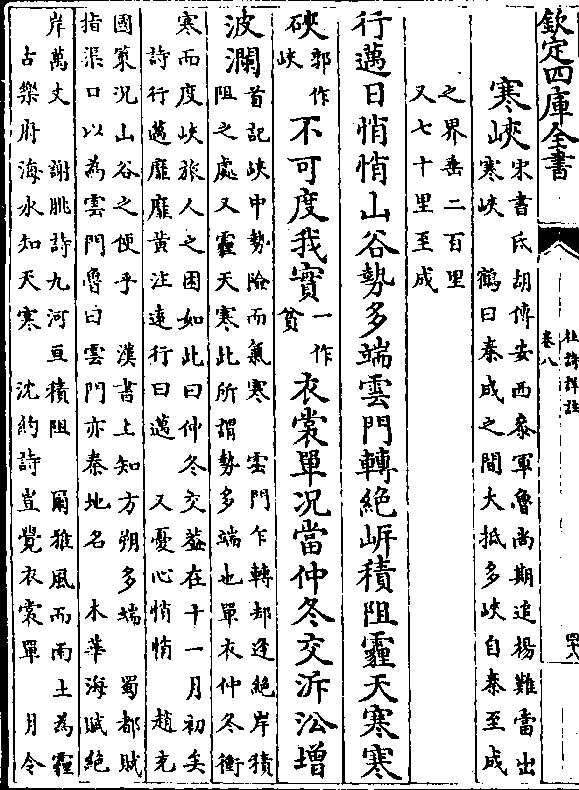 欽定四庫全書
卷八
杜詩詳註
四十八
寒峽
宋書氐胡傳安西叅軍魯尚期追楊難當出
寒峽　鶴曰秦成之間大抵多峽自秦至成
之界垂二百里
又七十里至成
行邁日悄悄山谷勢多端雲門轉絶岍積阻霾天寒寒
硤
郭作
峽
不可度我實
一作
貧
衣裳單況當仲冬交泝沿增
波瀾
首記峽中勢險而氣寒　雲門乍轉却逢絶岸積
阻之處又霾天寒此所謂勢多端也單衣仲冬衝
寒而度峽旅人之困如此曰仲冬交蓋在十一月初矣
詩行邁靡靡黄注遠行曰邁　又憂心悄悄　趙充
國策況山谷之便乎　漢書上知方朔多端　蜀都賦
指渠口以為雲門魯曰雲門亦秦地名　木華海賦絶
岸萬丈　謝朓詩九河亘積阻　爾雅風而雨土為霾
古樂府海水知天寒　沈約詩豈覺衣裳單　月令